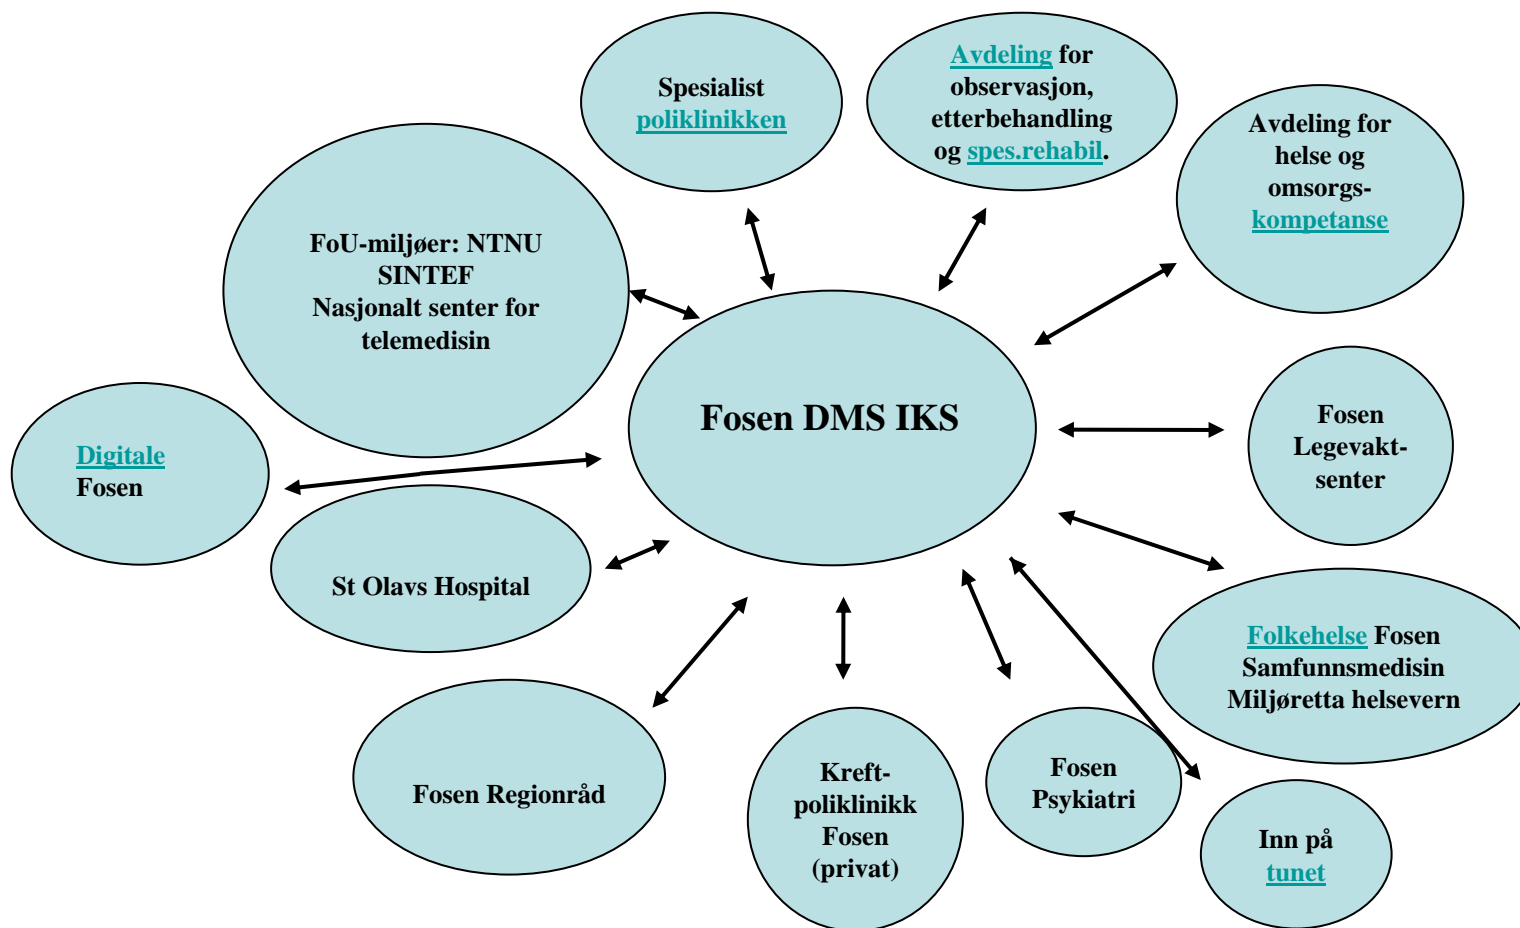 Spesialist
poliklinikken
Avdeling for
observasjon,
etterbehandling
og spes.rehabil.
Avdeling for
helse og
omsorgs-
kompetanse
FoU-miljøer: NTNU
SINTEF
Nasjonalt senter for
telemedisin
Fosen DMS IKS
Fosen
Legevakt-
senter
Digitale
Fosen
St Olavs Hospital
Folkehelse Fosen
Samfunnsmedisin
Miljøretta helsevern
Fosen Regionråd
Kreft-
poliklinikk
Fosen
(privat)
Fosen
Psykiatri
Inn på
tunet